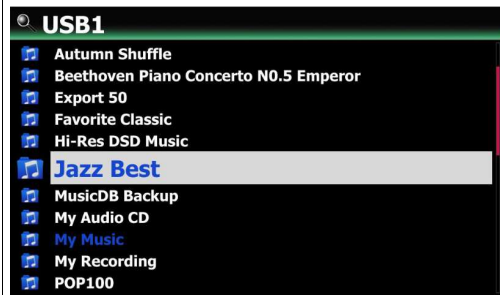 USB1
Autumn Shuffle
Beethoven Piano Concerto N0.5 Emperor
Export 50
Favorite Classic
Hi-Res DSD Music
Jazz Best
MusicDB Backup
My Audio CD
My Music
My Recording
POP100